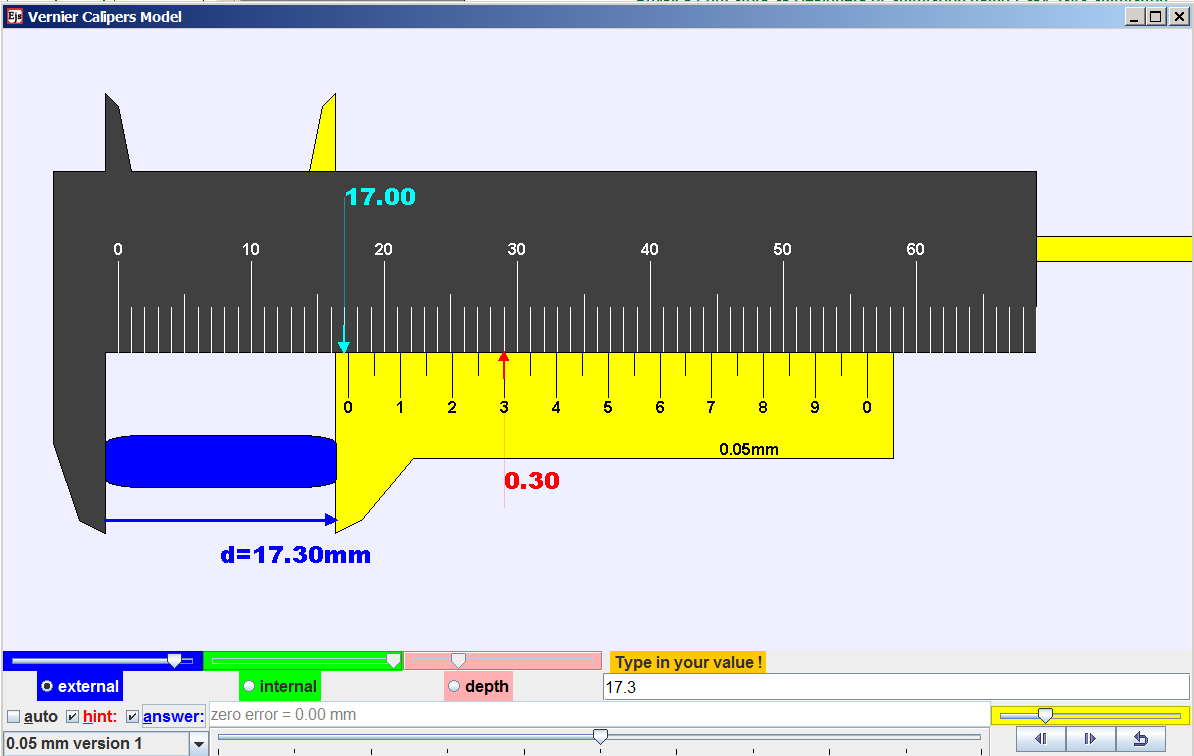 Vernier Calipers Model
17.00
0 10 20 30 40 50 60
0 1 2 3 4 5 6 7 8 9 0
0.05mm
0.30
d=17.30mm
Type in your value !
external internal depth 17.3
auto hint: answer: zero error = 0.00 mm
0.05 mm version 1